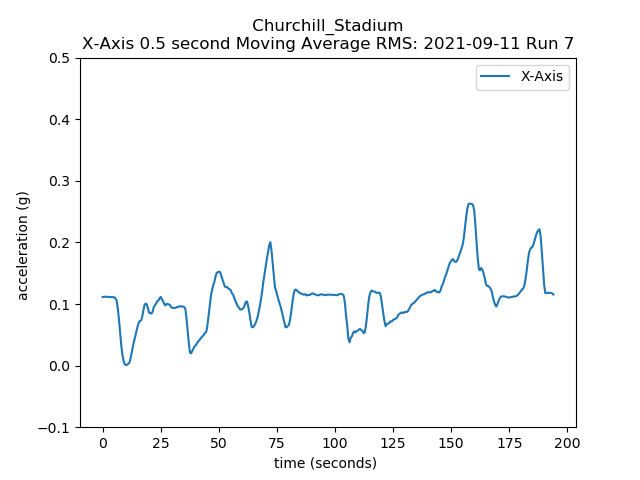 Churchill_Stadium
X-Axis 0.5 second Moving Average RMS: 2021-09-11 Run 7
X-Axis
acceleration (g)
0.5
0.4
0.3
0.2
0.1
0.0
−0.1
0 25 50 75 100 125 150 175 200
time (seconds)